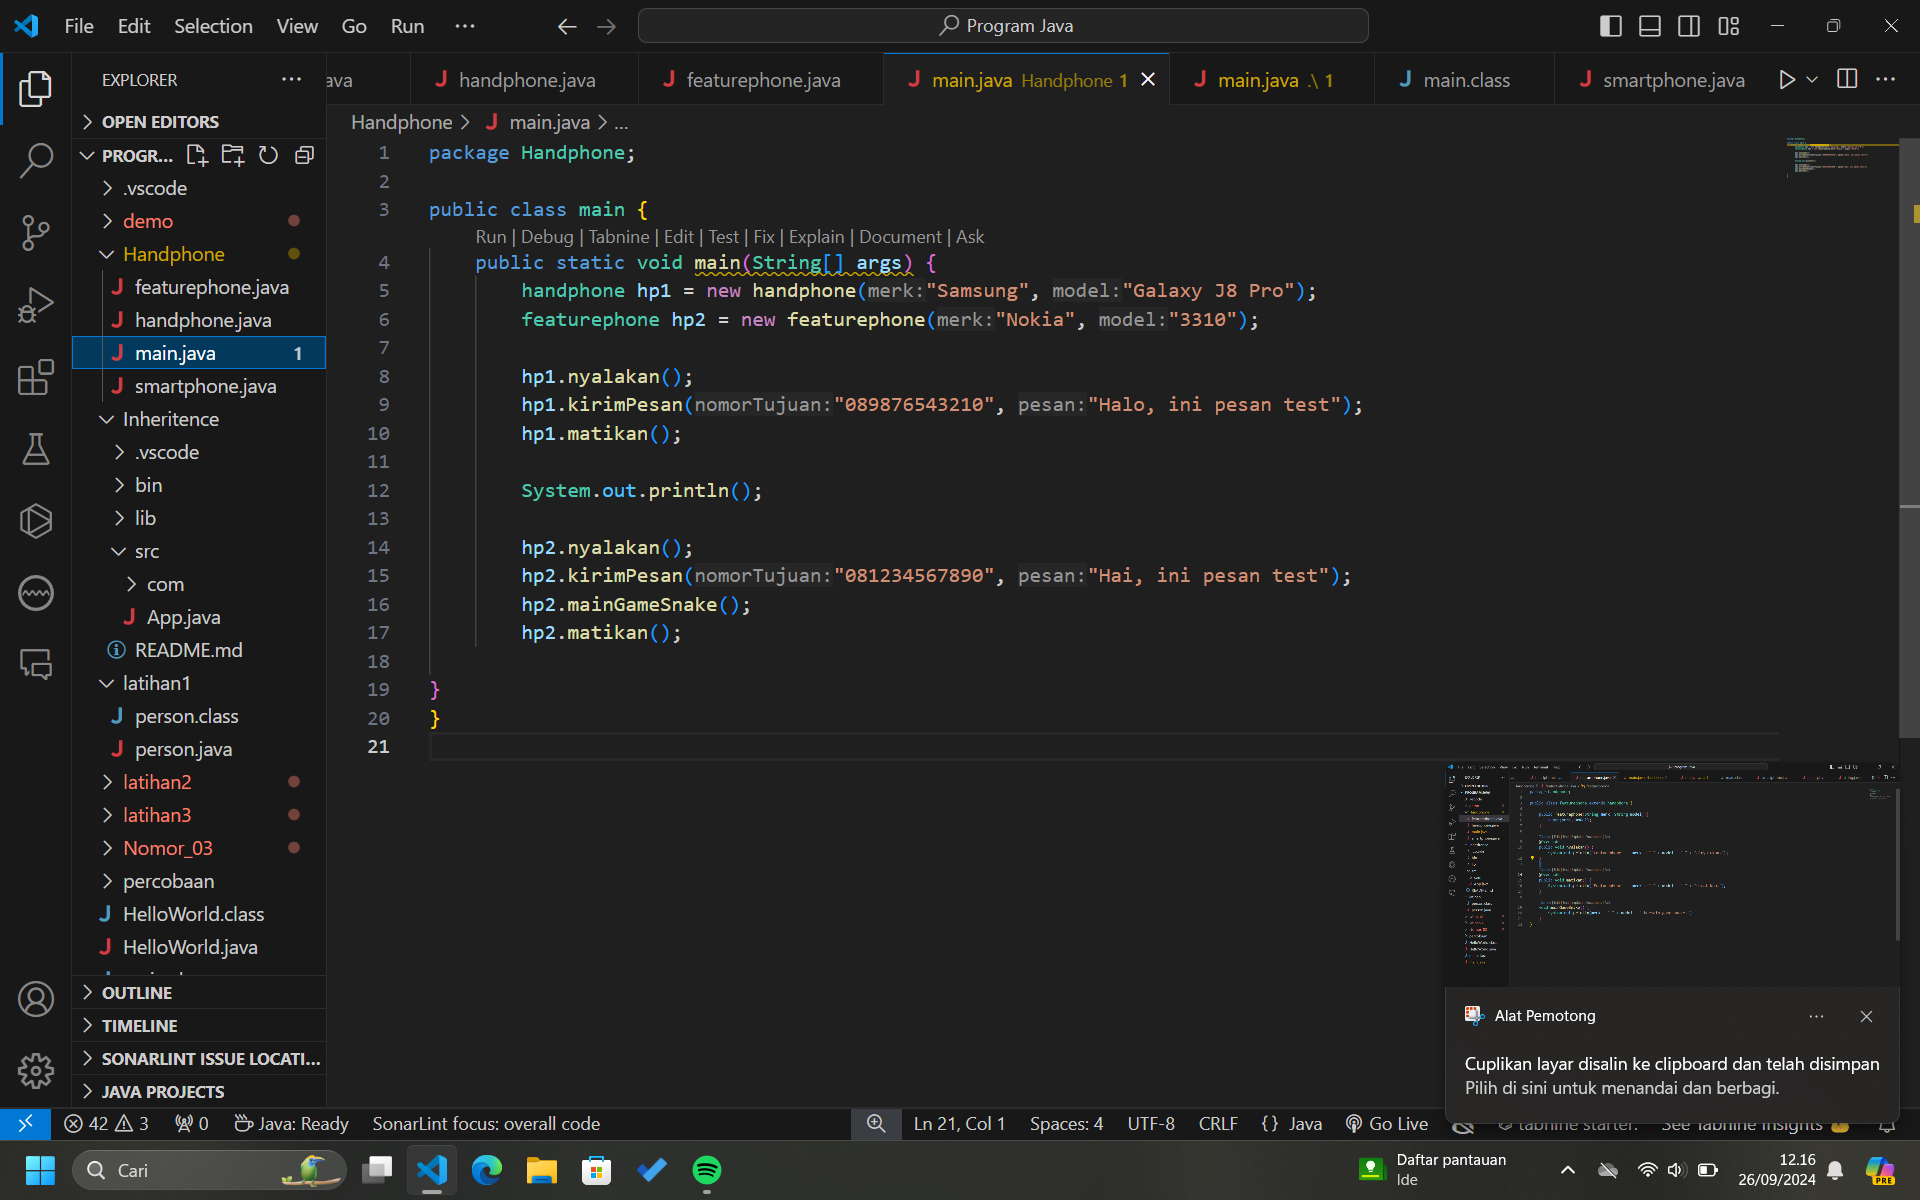 File Edit Selection View Go Run ···
Program Java
EXPLORER
ava
handphone.java
featurephone.java
main.java Handphone 1
main.java .\ 1
main.class
smartphone.java
OPEN EDITORS
PROGR...
.vscode
demo
Handphone
featurephone.java
handphone.java
main.java 1
smartphone.java
Inheritence
.vscode
bin
lib
src
com
App.java
README.md
latihan1
person.class
person.java
latihan2
latihan3
Nomor_03
percobaan
HelloWorld.class
HelloWorld.java
OUTLINE
TIMELINE
SONARLINT ISSUE LOCATI...
JAVA PROJECTS
Handphone > main.java > ...
1 package Handphone;
2
3 public class main {
Run | Debug | Tabnine | Edit | Test | Fix | Explain | Document | Ask
4 public static void main(String[] args) {
5 handphone hp1 = new handphone(merk:"Samsung", model:"Galaxy J8 Pro");
6 featurephone hp2 = new featurephone(merk:"Nokia", model:"3310");
7
8 hp1.nyalakan();
9 hp1.kirimPesan(nomorTujuan:"089876543210", pesan:"Halo, ini pesan test");
10 hp1.matikan();
11
12 System.out.println();
13
14 hp2.nyalakan();
15 hp2.kirimPesan(nomorTujuan:"081234567890", pesan:"Hai, ini pesan test");
16 hp2.mainGameSnake();
17 hp2.matikan();
18
19 }
20 }
21
Alat Pemotong
Cuplikan layar disalin ke clipboard dan telah disimpan
Pilih di sini untuk menandai dan berbagi.
42 3 0 Java: Ready SonarLint focus: overall code
Ln 21, Col 1 Spaces: 4 UTF-8 CRLF {} Java Go Live tabnine starter: See Tabnine Insights
Cari
Daftar pantauan
Ide
12.16
26/09/2024
PRE